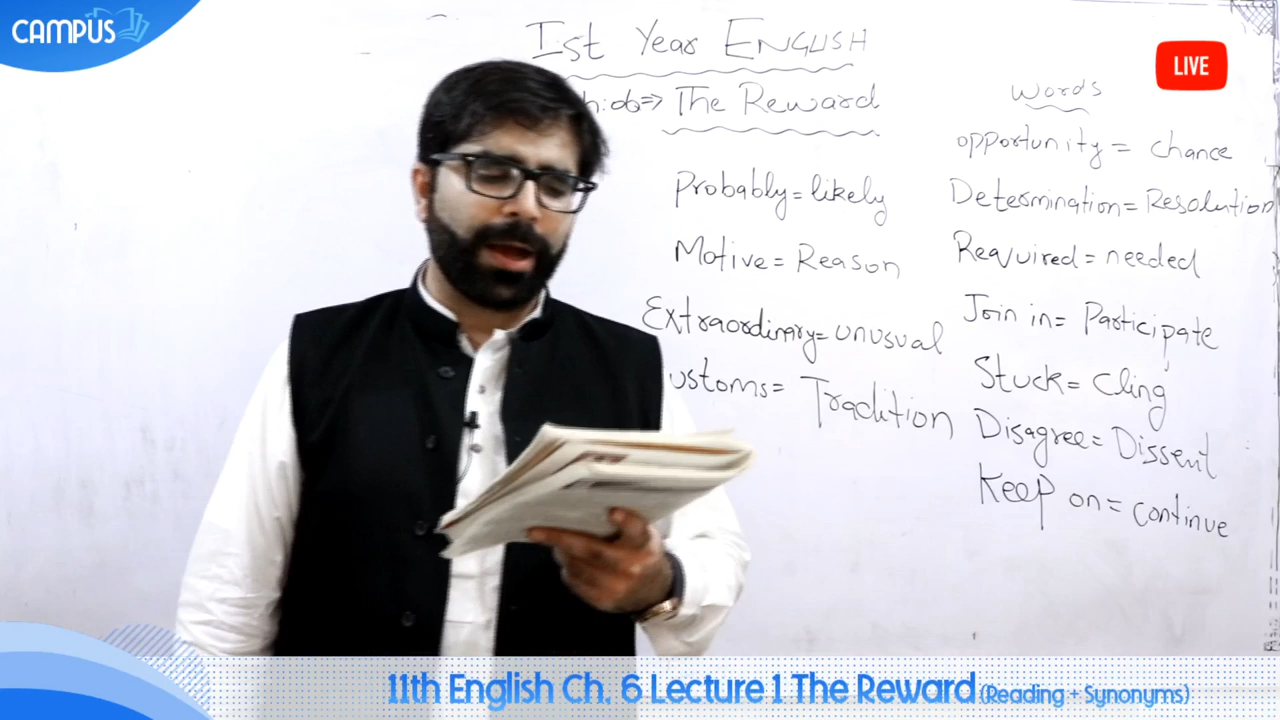 CAMPUS
LIVE
Ist Year ENGLISH
h:06=> The Reward
Probably=likely
Motive=Reason
Extraordinary=unusual
ustoms=Tradition
Words
opportunity=chance
Determination=Resolution
Required=needed
Join in=Participate
Stuck=Cling
Disagree=Dissent
Keep on=continue
11th English Ch. 6 Lecture 1 The Reward (Reading + Synonyms)